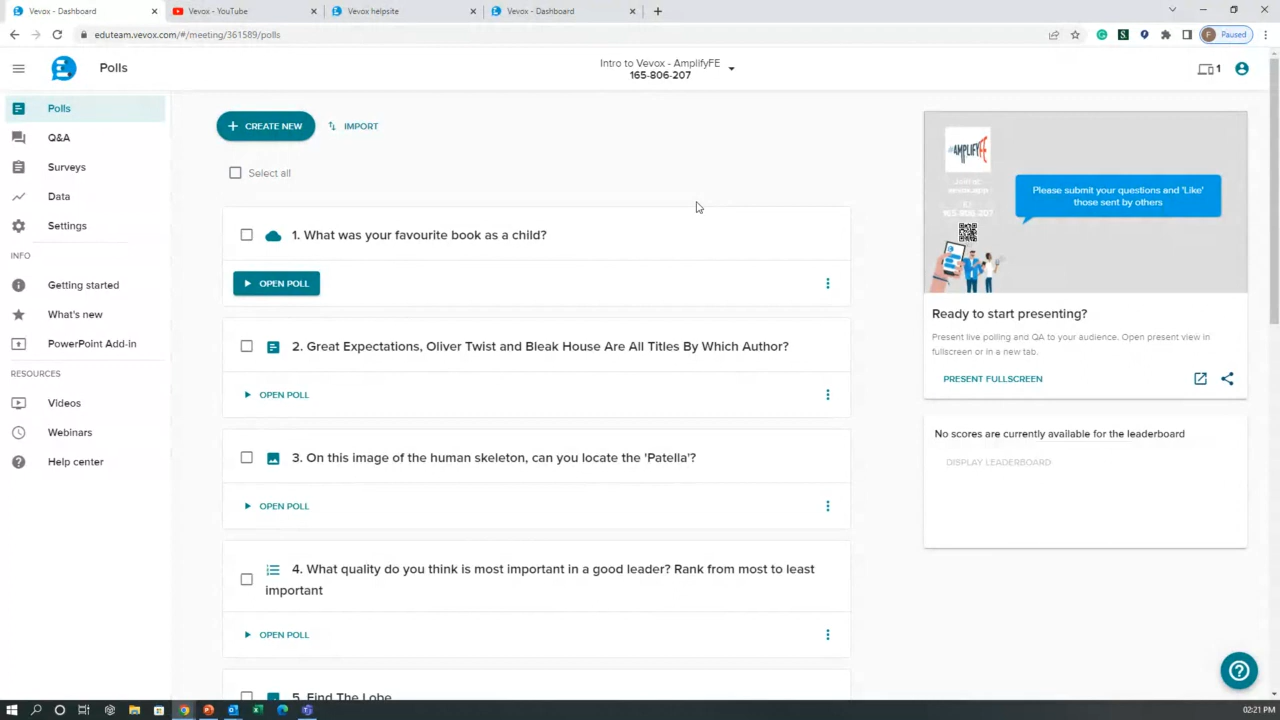 Vevox - Dashboard
Vevox - YouTube
Vevox helpsite
Vevox - Dashboard
eduteam.vevox.com/#/meeting/361589/polls
F
Paused
Polls
Intro to Vevox - AmplifyFE
165-806-207
1
Polls
Q&A
Surveys
Data
Settings
INFO
Getting started
What's new
PowerPoint Add-in
RESOURCES
Videos
Webinars
Help center
CREATE NEW
IMPORT
Select all
1. What was your favourite book as a child?
OPEN POLL
2. Great Expectations, Oliver Twist and Bleak House Are All Titles By Which Author?
OPEN POLL
3. On this image of the human skeleton, can you locate the 'Patella'?
OPEN POLL
4. What quality do you think is most important in a good leader? Rank from most to least
important
OPEN POLL
5. Find The Lobe
AMPLIFYFE
165-806-207
Please submit your questions and 'Like'
those sent by others
Ready to start presenting?
Present live polling and QA to your audience. Open present view in
fullscreen or in a new tab.
PRESENT FULLSCREEN
No scores are currently available for the leaderboard
DISPLAY LEADERBOARD
02:21 PM